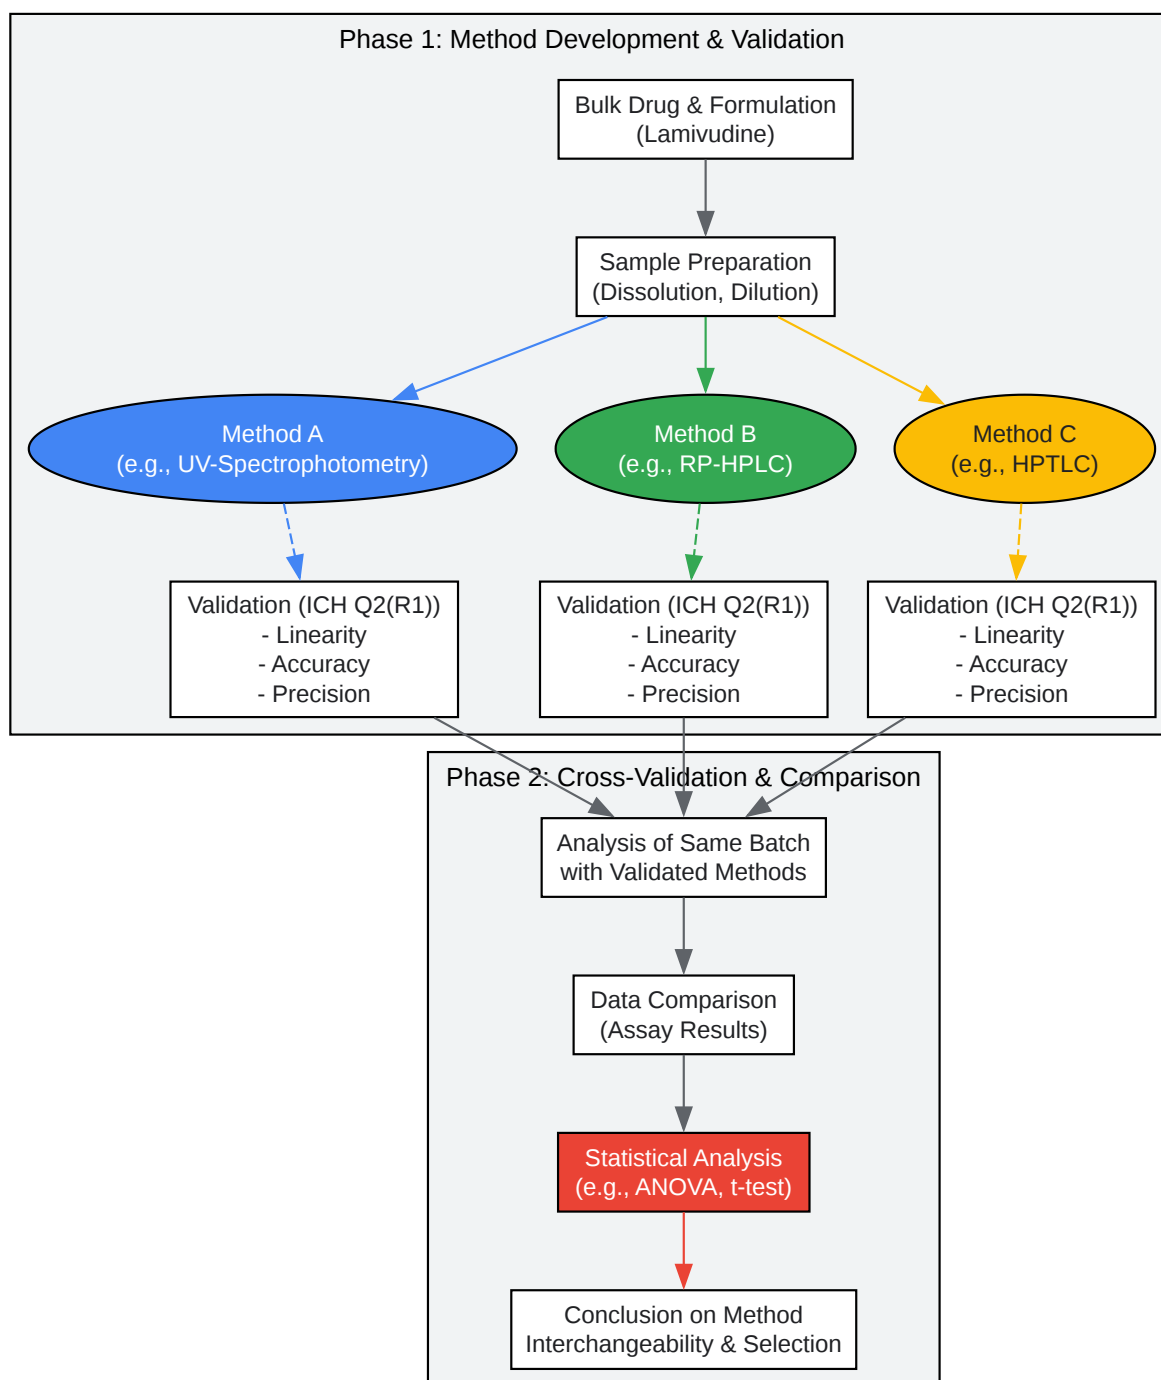 Phase 1: Method Development & Validation
Bulk Drug & Formulation
(Lamivudine)
Sample Preparation
(Dissolution, Dilution)
Method A
(e.g., UV-Spectrophotometry)
Method B
(e.g., RP-HPLC)
Method C
(e.g., HPTLC)
Validation (ICH Q2(R1))
- Linearity
- Accuracy
- Precision
Validation (ICH Q2(R1))
- Linearity
- Accuracy
- Precision
Validation (ICH Q2(R1))
- Linearity
- Accuracy
- Precision
Phase 2: Cross-Validation & Comparison
Analysis of Same Batch
with Validated Methods
Data Comparison
(Assay Results)
Statistical Analysis
(e.g., ANOVA, t-test)
Conclusion on Method
Interchangeability & Selection